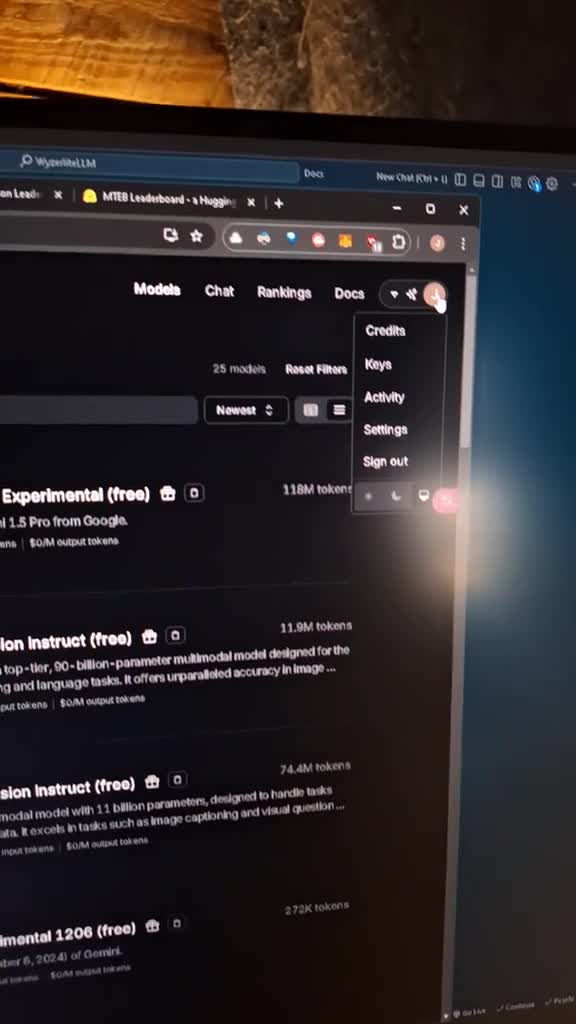 WyzerliteLLM
Docs
New Chat (Ctrl + L)
on Leade
MTEB Leaderboard - a Hugging
Models
Chat
Rankings
Docs
Credits
Keys
Activity
Settings
Sign out
25 models
Reset Filters
Newest
Experimental (free)
118M tokens
1.5 Pro from Google.
$0/M output tokens
ion Instruct (free)
11.9M tokens
top-tier, 90-billion-parameter multimodal model designed for the
ng and language tasks. It offers unparalleled accuracy in image ...
put tokens
$0/M output tokens
sion Instruct (free)
74.4M tokens
modal model with 11 billion parameters, designed to handle tasks
ata. It excels in tasks such as image captioning and visual question ...
input tokens
$0/M output tokens
imental 1206 (free)
272K tokens
ber 6, 2024) of Gemini.
$0/M output tokens
Go Live
Continue